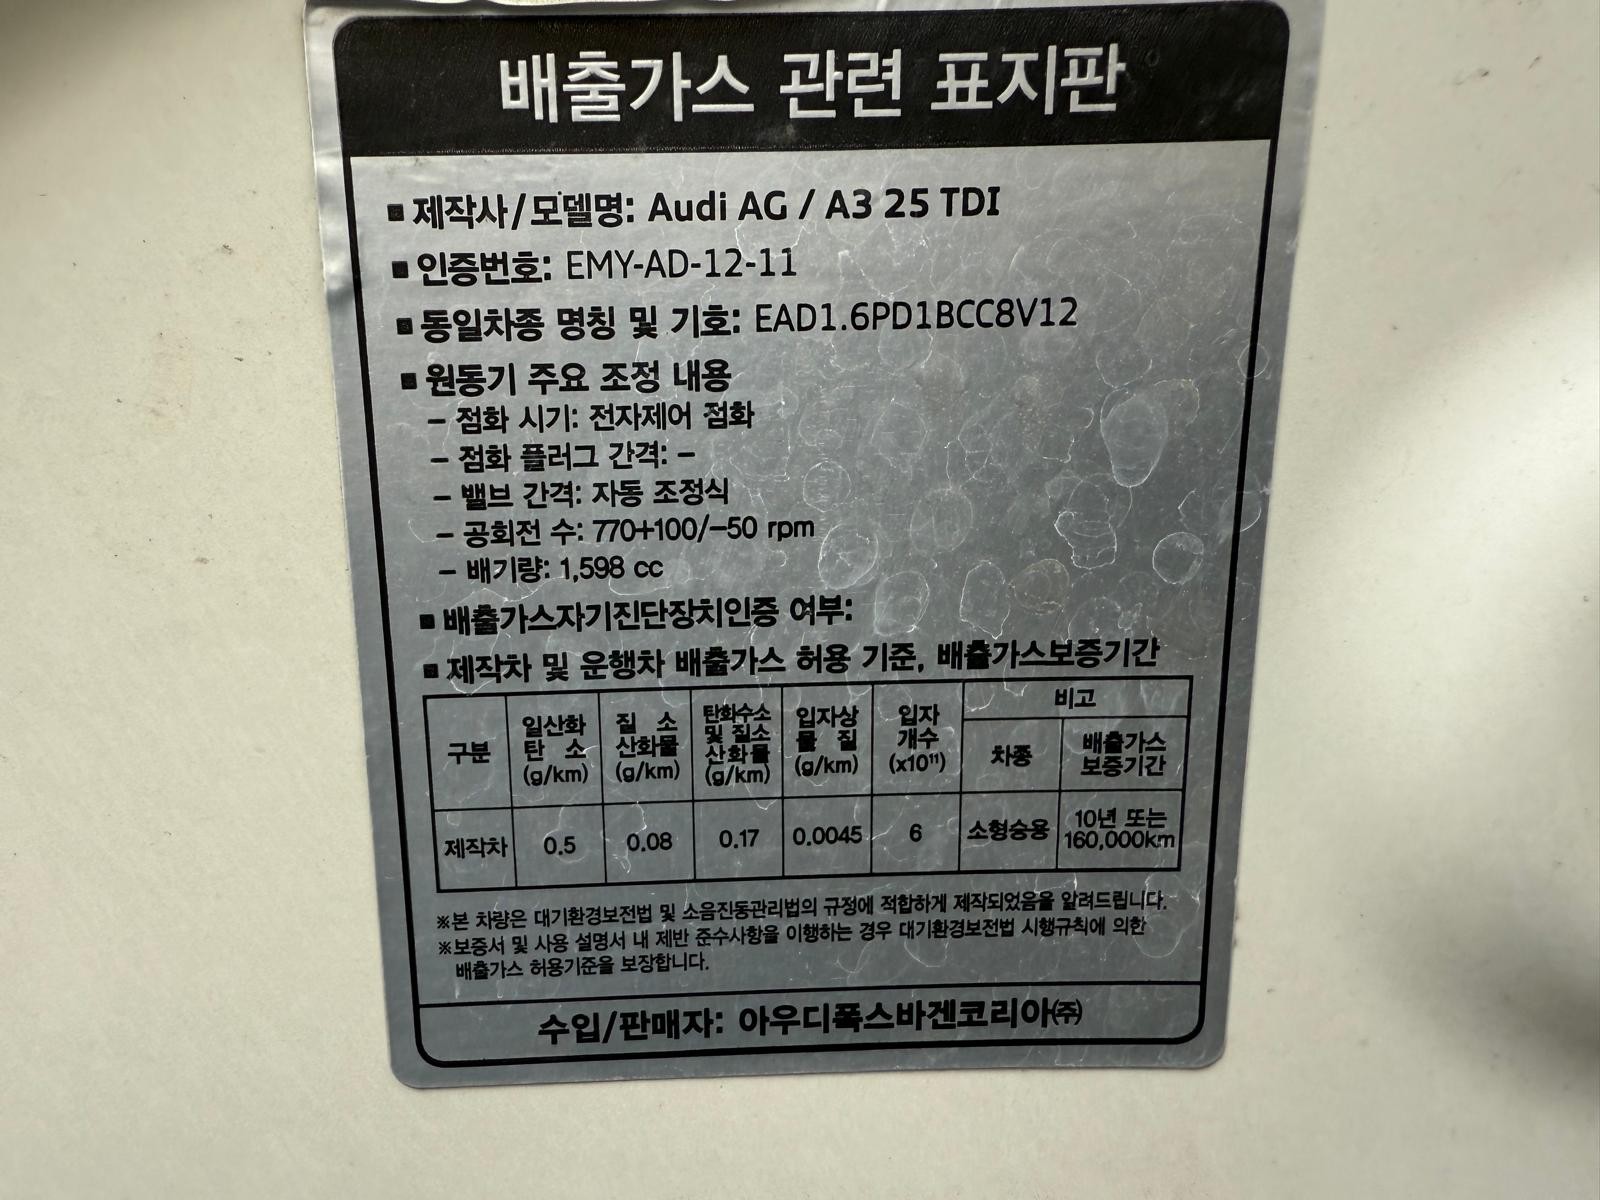 배출가스 관련 표지판
▪ 제작사/모델명: Audi AG / A3 25 TDI
▪ 인증번호: EMY-AD-12-11
▪ 동일차종 명칭 및 기호: EAD1.6PD1BCC8V12
▪ 원동기 주요 조정 내용
– 점화 시기: 전자제어 점화
– 점화 플러그 간격: –
– 밸브 간격: 자동 조정식
– 공회전 수: 770+100/−50 rpm
– 배기량: 1,598 cc
▪ 배출가스자기진단장치인증 여부:
▪ 제작차 및 운행차 배출가스 허용 기준, 배출가스보증기간
구분 일산화 탄 소 (g/km) 질 소 산화물 (g/km) 탄화수소 및 질소 산화물 (g/km) 입자상 물 질 (g/km) 입자 개수 (x10¹¹) 비고
차종 배출가스 보증기간
제작차 0.5 0.08 0.17 0.0045 6 소형승용 10년 또는 160,000km
※본 차량은 대기환경보전법 및 소음진동관리법의 규정에 적합하게 제작되었음을 알려드립니다.
※보증서 및 사용 설명서 내 제반 준수사항을 이행하는 경우 대기환경보전법 시행규칙에 의한
배출가스 허용기준을 보장합니다.
수입/판매자: 아우디폭스바겐코리아㈜